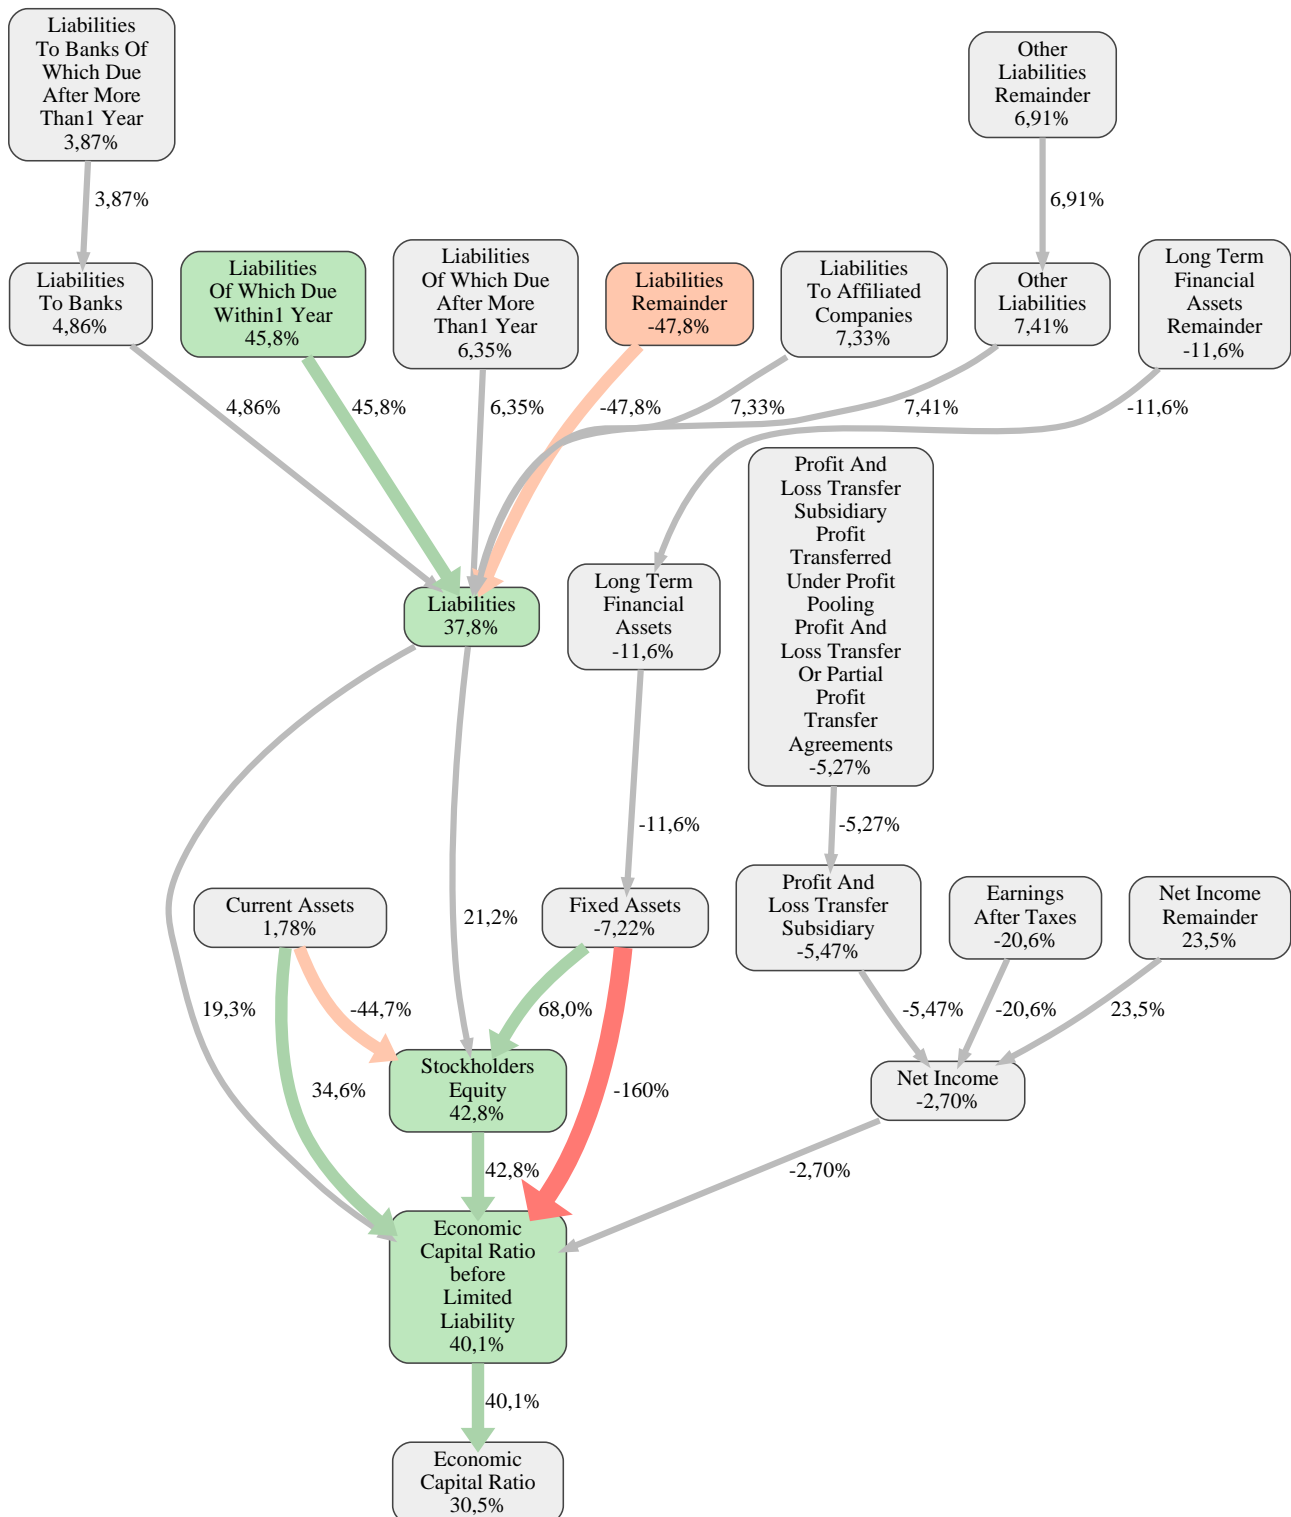 Liabilities
To Banks Of
Which Due
After More
Than1 Year
3,87%
Other
Liabilities
Remainder
6,91%
3,87%
6,91%
Liabilities
To Banks
4,86%
Liabilities
Of Which Due
Within1 Year
45,8%
Liabilities
Of Which Due
After More
Than1 Year
6,35%
Liabilities
Remainder
-47,8%
Liabilities
To Affiliated
Companies
7,33%
Other
Liabilities
7,41%
Long Term
Financial
Assets
Remainder
-11,6%
4,86%
45,8%
6,35%
-47,8%
7,33%
7,41%
-11,6%
Profit And
Loss Transfer
Subsidiary
Profit
Transferred
Under Profit
Pooling
Profit And
Loss Transfer
Or Partial
Profit
Transfer
Agreements
-5,27%
Liabilities
37,8%
Long Term
Financial
Assets
-11,6%
-11,6%
-5,27%
Current Assets
1,78%
21,2%
Fixed Assets
-7,22%
Profit And
Loss Transfer
Subsidiary
-5,47%
Earnings
After Taxes
-20,6%
Net Income
Remainder
23,5%
19,3%
-44,7%
68,0%
-5,47%
-20,6%
23,5%
34,6%
Stockholders
Equity
42,8%
-160%
Net Income
-2,70%
42,8%
-2,70%
Economic
Capital Ratio
before
Limited
Liability
40,1%
40,1%
Economic
Capital Ratio
30,5%